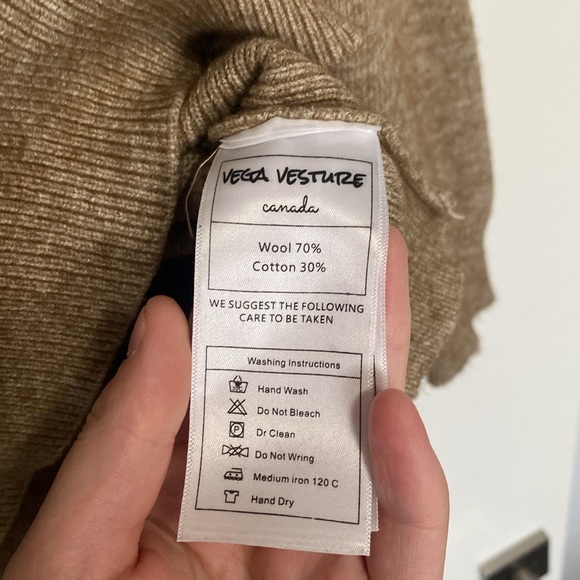 VEGA VESTURE
canada
Wool 70%
Cotton 30%
WE SUGGEST THE FOLLOWING
CARE TO BE TAKEN
Washing Instructions
Hand Wash
Do Not Bleach
P
Dr Clean
Do Not Wring
Medium iron 120 C
Hand Dry